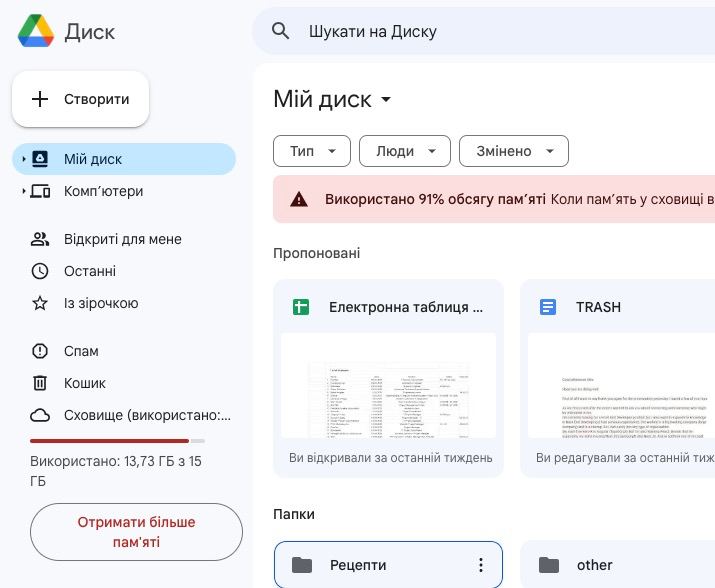 Диск
Шукати на Диску
Створити
Мій диск
Комп’ютери
Відкриті для мене
Останні
Із зірочкою
Спам
Кошик
Сховище (використано:...
Використано: 13,73 ГБ з 15
ГБ
Отримати більше
пам'яті
Мій диск
Тип
Люди
Змінено
Використано 91% обсягу пам’яті Коли пам’ять у сховищі в
Пропоновані
Електронна таблиця ...
TRASH
Ви відкривали за останній тиждень
Ви редагували за останній тиж
Папки
Рецепти
other